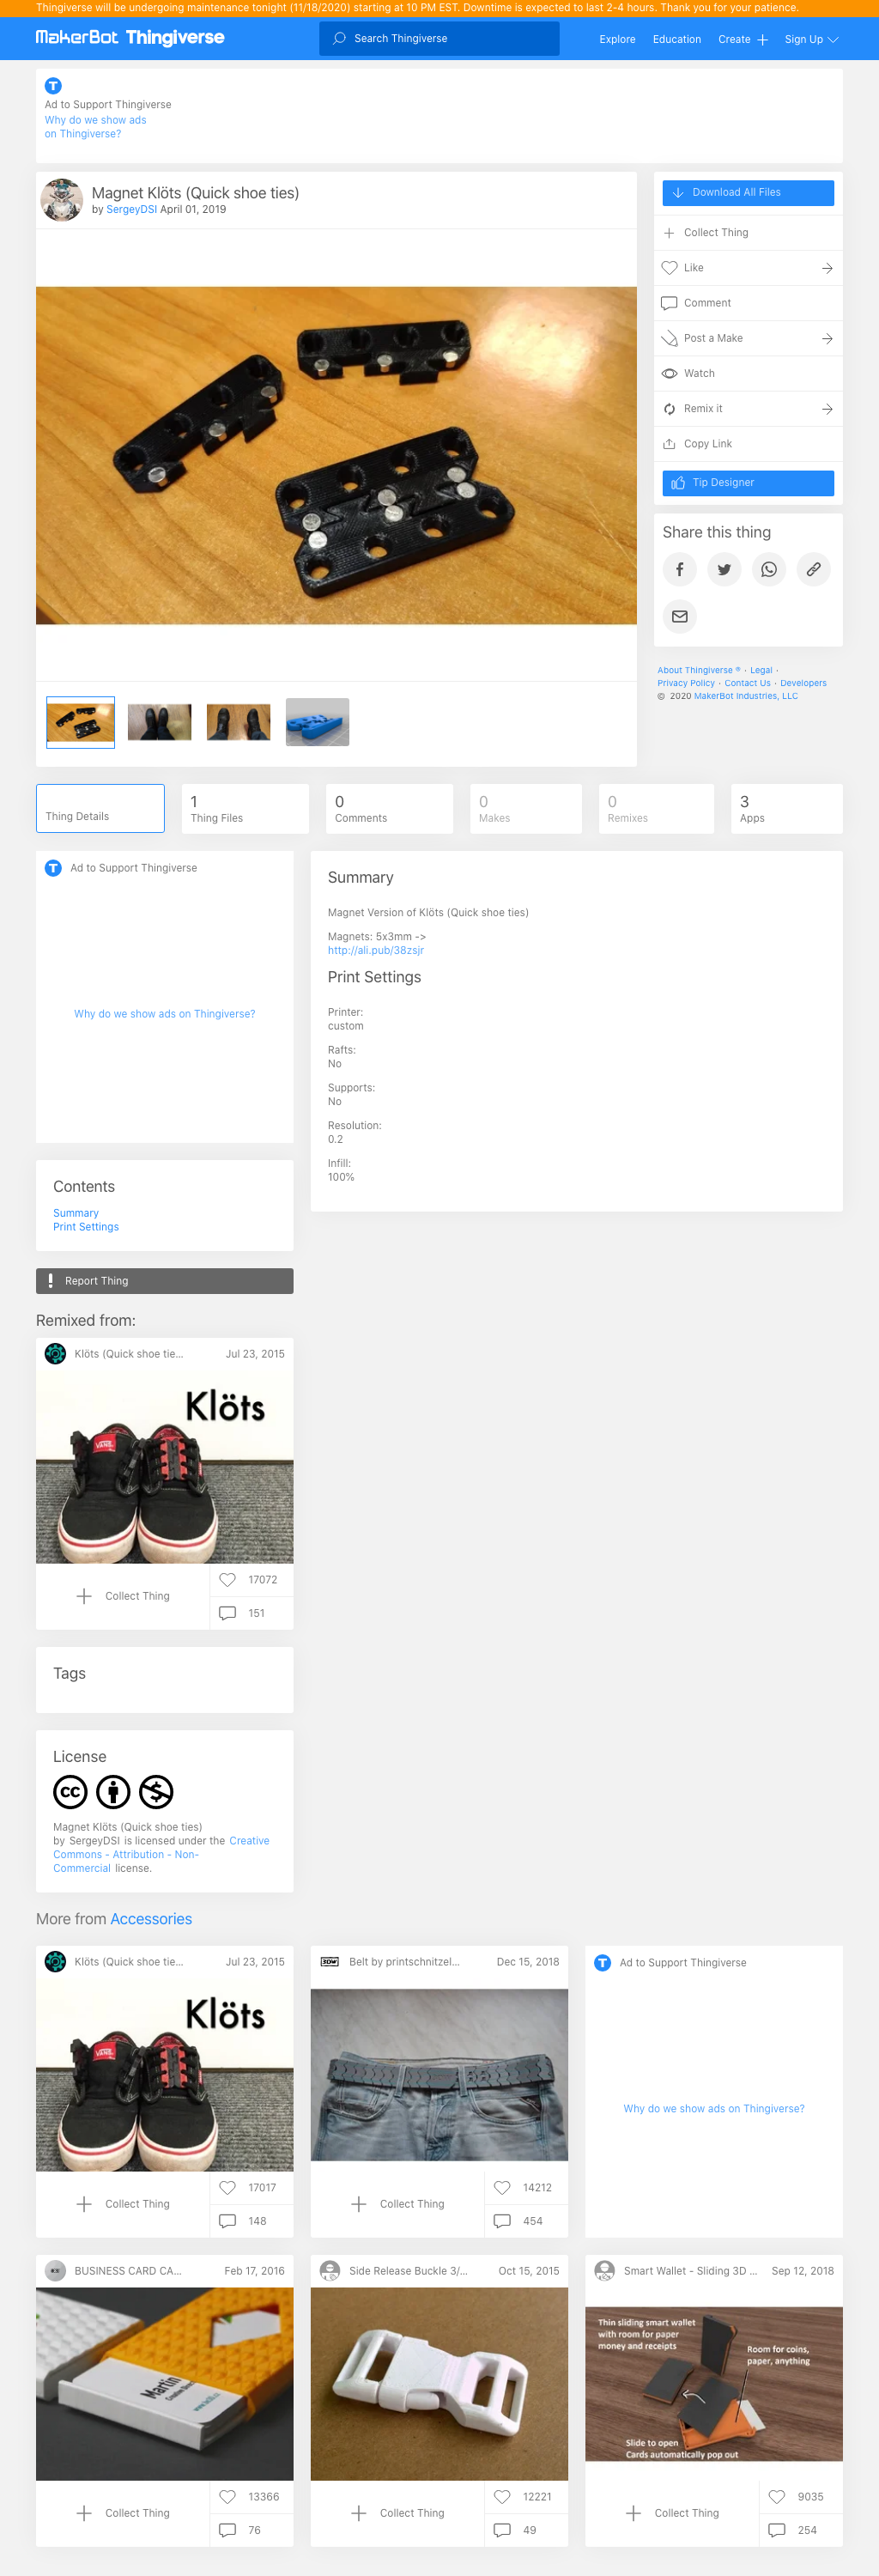 Thingiverse will be undergoing maintenance tonight (11/18/2020) starting at 10 PM EST. Downtime is expected to last 2-4 hours. Thank you for your patience.
MakerBot Thingiverse
Search Thingiverse
Explore
Education
Create
Sign Up
Ad to Support Thingiverse
Why do we show ads
on Thingiverse?
Magnet Klöts (Quick shoe ties)
by SergeyDSI April 01, 2019
Download All Files
Collect Thing
Like
Comment
Post a Make
Watch
Remix it
Copy Link
Tip Designer
Share this thing
About Thingiverse ® · Legal ·
Privacy Policy · Contact Us · Developers
© 2020 MakerBot Industries, LLC
Thing Details
1
Thing Files
0
Comments
0
Makes
0
Remixes
3
Apps
Ad to Support Thingiverse
Why do we show ads on Thingiverse?
Summary
Magnet Version of Klöts (Quick shoe ties)
Magnets: 5x3mm ->
http://ali.pub/38zsjr
Print Settings
Printer:
custom
Rafts:
No
Supports:
No
Resolution:
0.2
Infill:
100%
Contents
Summary
Print Settings
Report Thing
Remixed from:
Klöts (Quick shoe tie...
Jul 23, 2015
Klöts
Collect Thing
17072
151
Tags
License
Magnet Klöts (Quick shoe ties)
by SergeyDSI is licensed under the Creative
Commons - Attribution - Non-
Commercial license.
More from Accessories
Klöts (Quick shoe tie...
Jul 23, 2015
Klöts
Collect Thing
17017
148
3DW
Belt by printschnitzel...
Dec 15, 2018
Collect Thing
14212
454
Ad to Support Thingiverse
Why do we show ads on Thingiverse?
BUSINESS CARD CA...
Feb 17, 2016
Martin
Collect Thing
13366
76
Side Release Buckle 3/...
Oct 15, 2015
Collect Thing
12221
49
Smart Wallet - Sliding 3D ...
Sep 12, 2018
Thin sliding smart wallet
with room for paper
money and receipts
Room for coins,
paper, anything
Slide to open
Cards automatically pop out
Collect Thing
9035
254